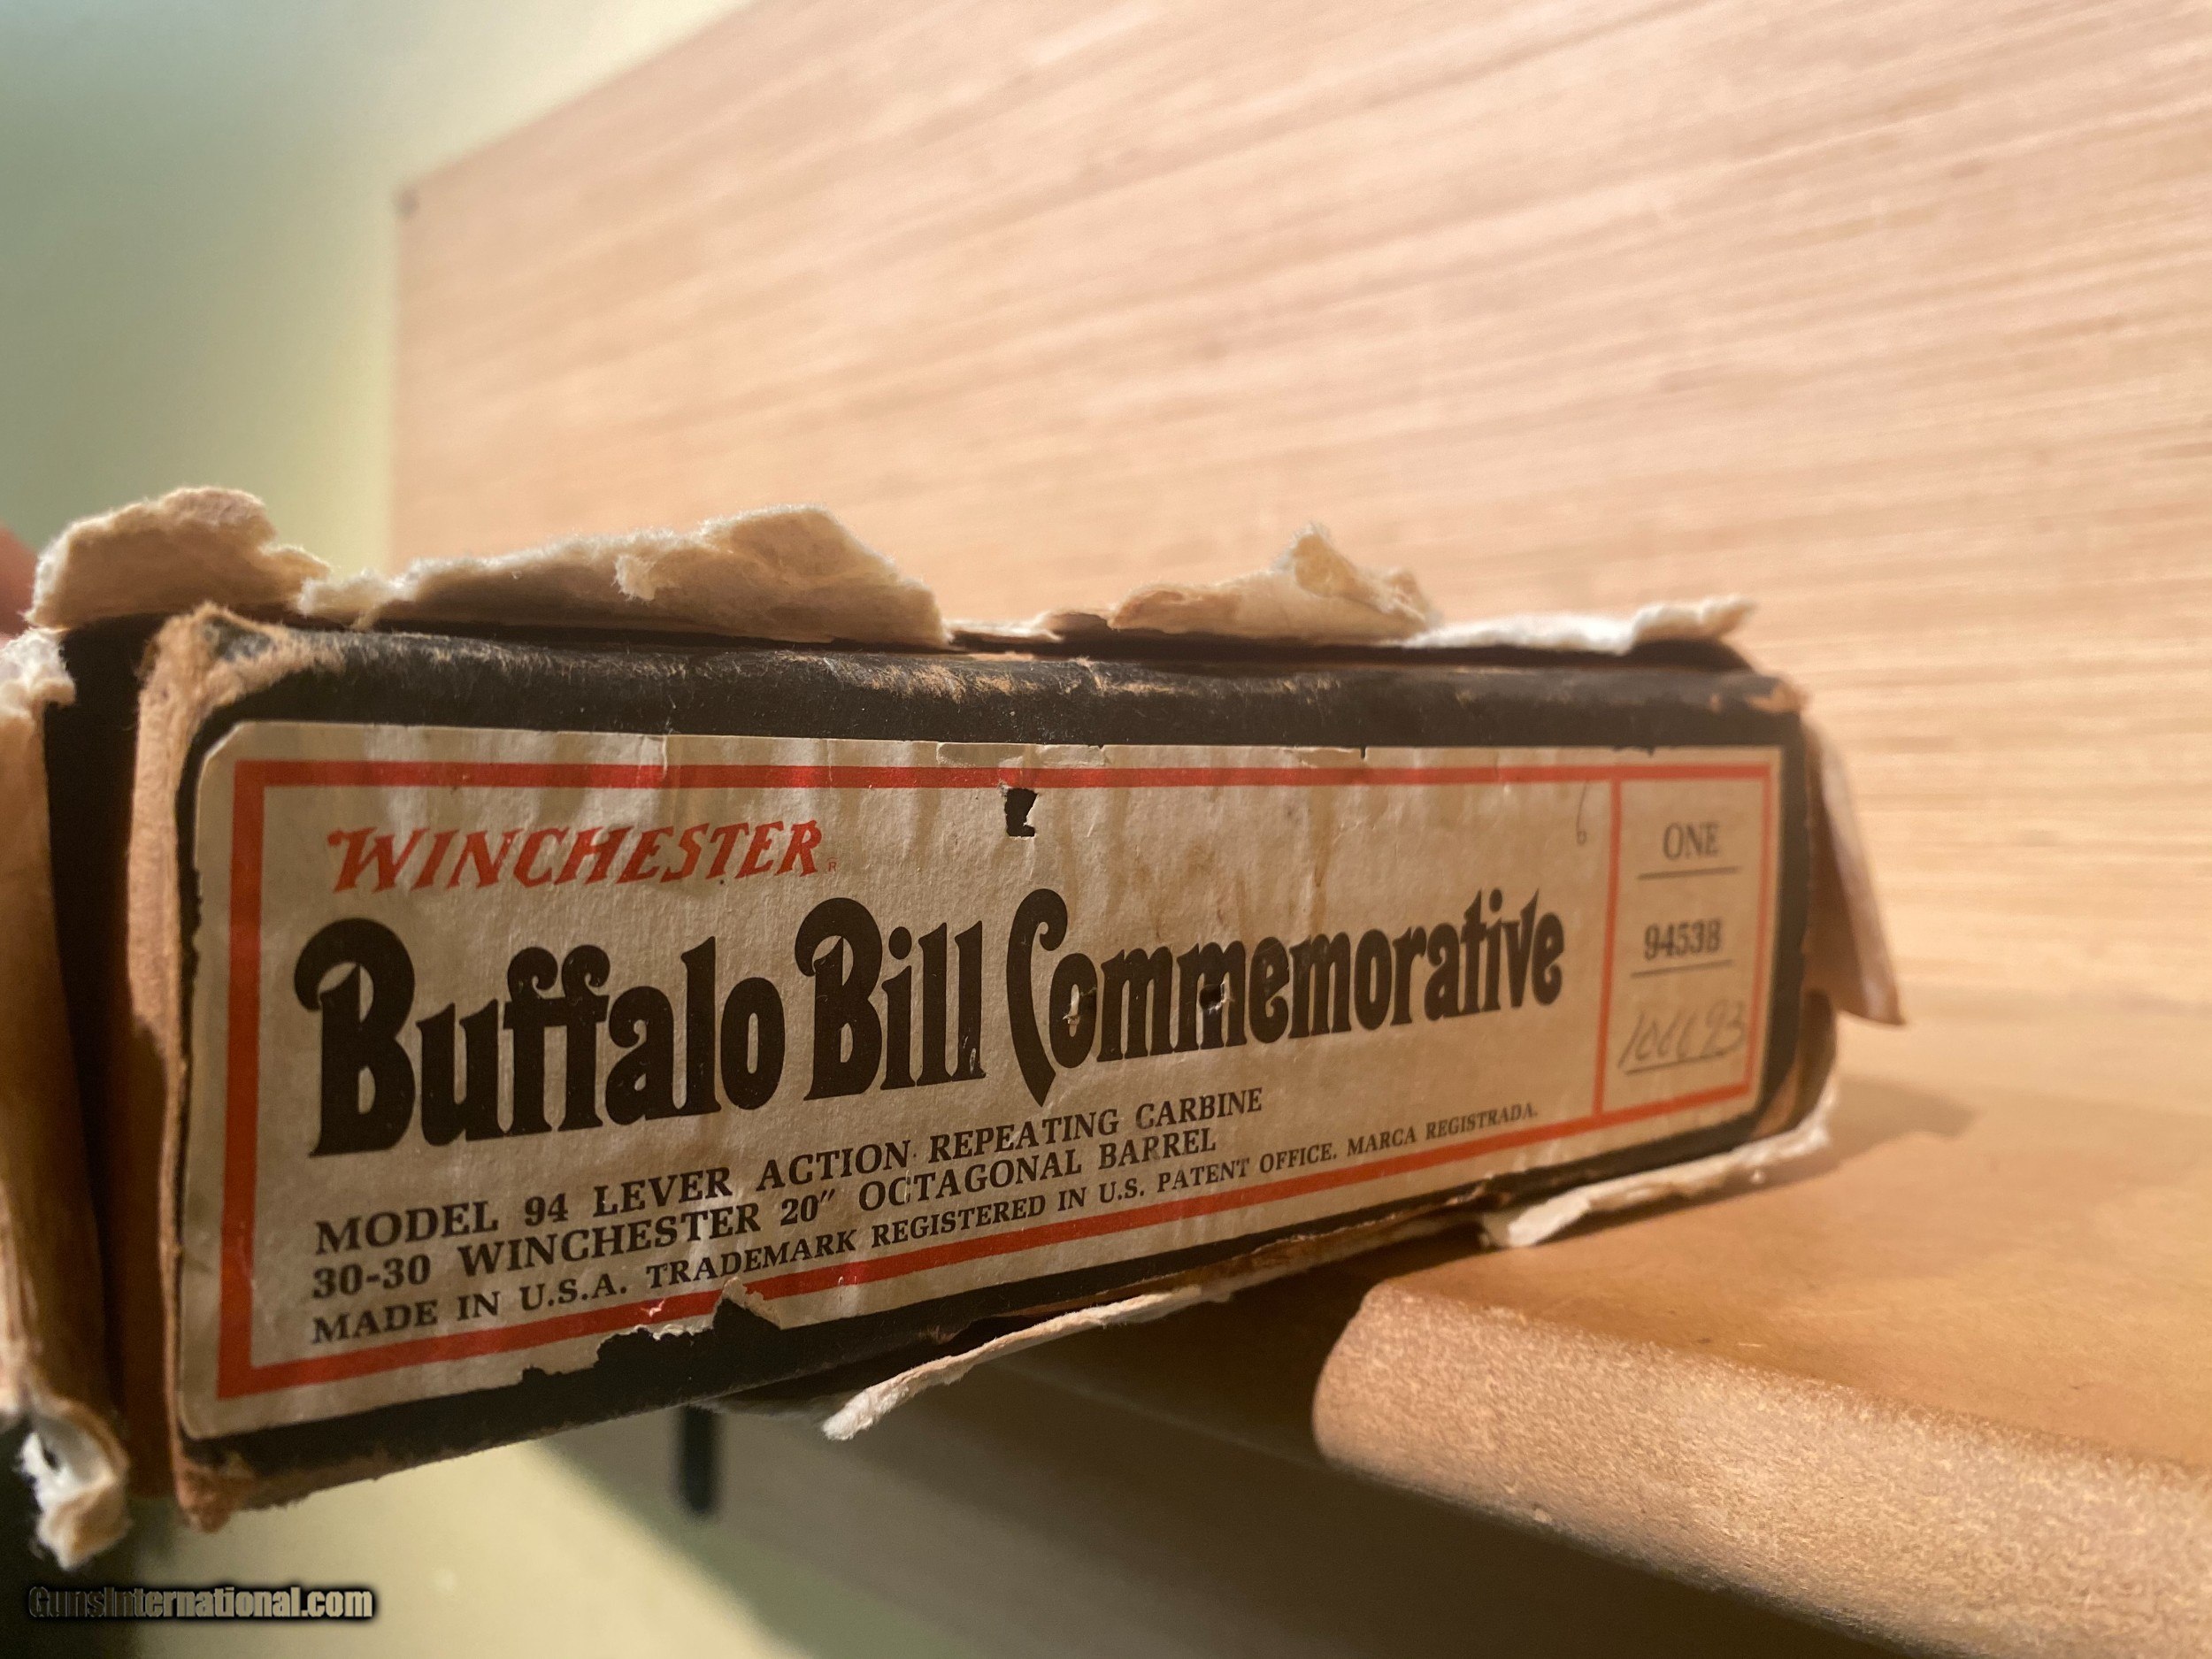 WINCHESTER R
Buffalo Bill Commemorative
MODEL 94 LEVER ACTION REPEATING CARBINE
30-30 WINCHESTER 20" OCTAGONAL BARREL
MADE IN U.S.A. TRADEMARK REGISTERED IN U.S. PATENT OFFICE. MARCA REGISTRADA.
ONE
94538
GunsInternational.com